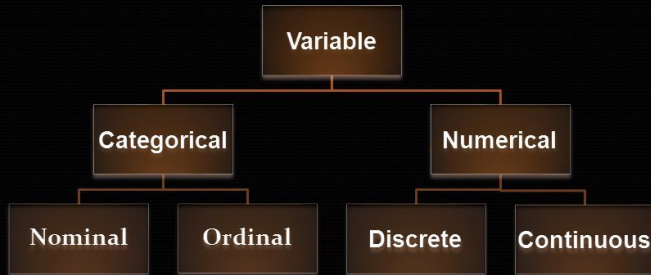 Variable
Categorical
Numerical
Nominal
Ordinal
Discrete
Continuous